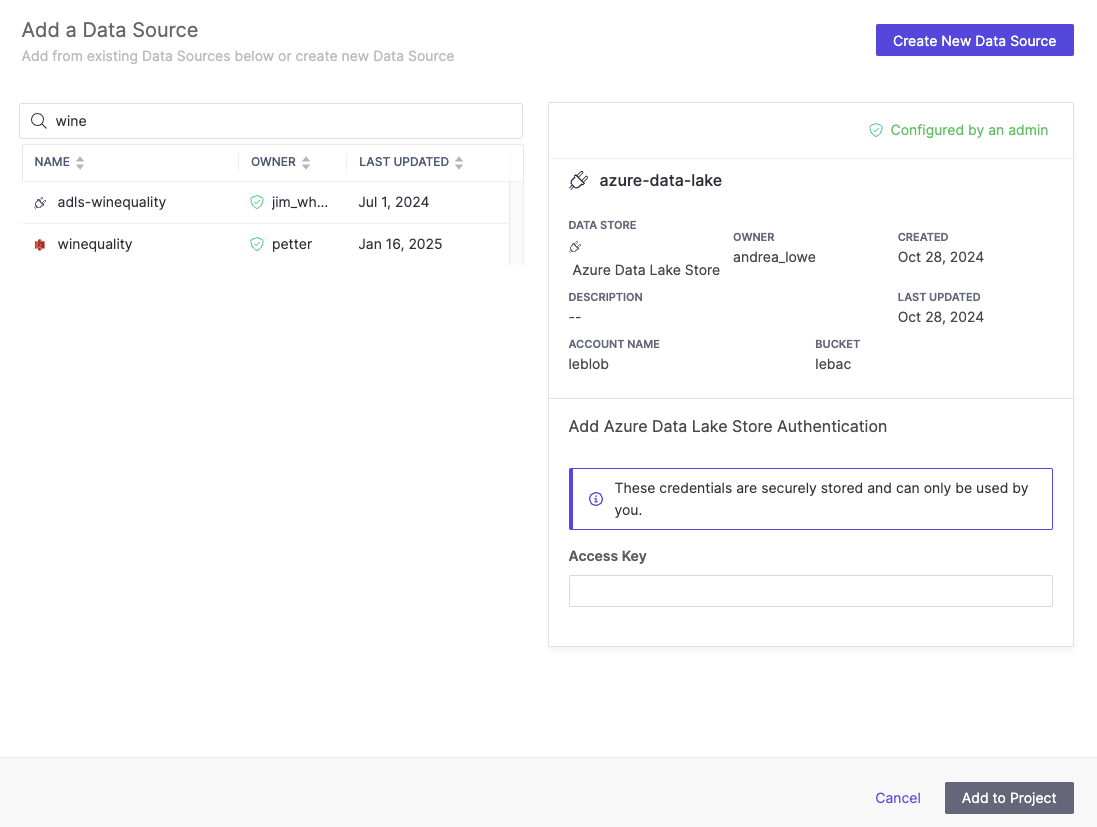 Add a Data Source
Add from existing Data Sources below or create new Data Source
Create New Data Source
wine
NAME OWNER LAST UPDATED
adls-winequality jim_wh... Jul 1, 2024
winequality petter Jan 16, 2025
Configured by an admin
azure-data-lake
DATA STORE
Azure Data Lake Store
OWNER
andrea_lowe
CREATED
Oct 28, 2024
DESCRIPTION
--
LAST UPDATED
Oct 28, 2024
ACCOUNT NAME
leblob
BUCKET
lebac
Add Azure Data Lake Store Authentication
These credentials are securely stored and can only be used by
you.
Access Key
Cancel
Add to Project